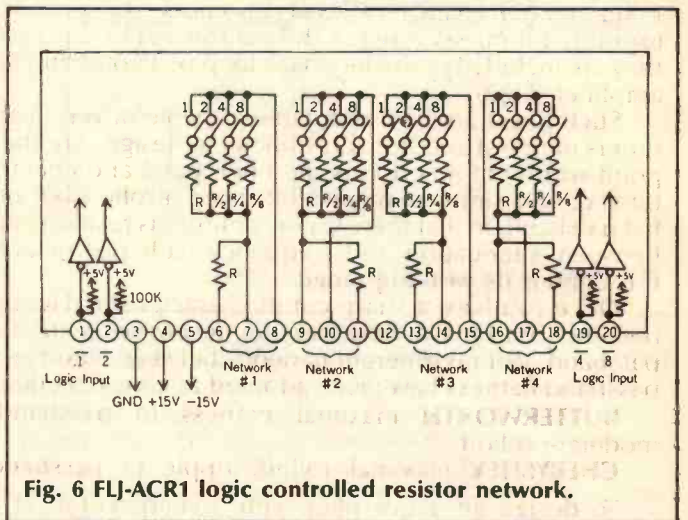 1 2 4 8 1 2 4 8 1 2 4 8 1 2 4 8
R R/2 R/4 R/8 R R/2 R/4 R/8 R R/2 R/4 R/8 R R/2 R/4 R/8
+5V +5V R R R R +5V +5V
100K
1 2 3 4 5 6 7 8 9 10 11 12 13 14 15 16 17 18 19 20
1 2 Network Network Network Network 4 8
Logic Input #1 #2 #3 #4 Logic Input
GND +15V -15V
Fig. 6 FLJ-ACR1 logic controlled resistor network.